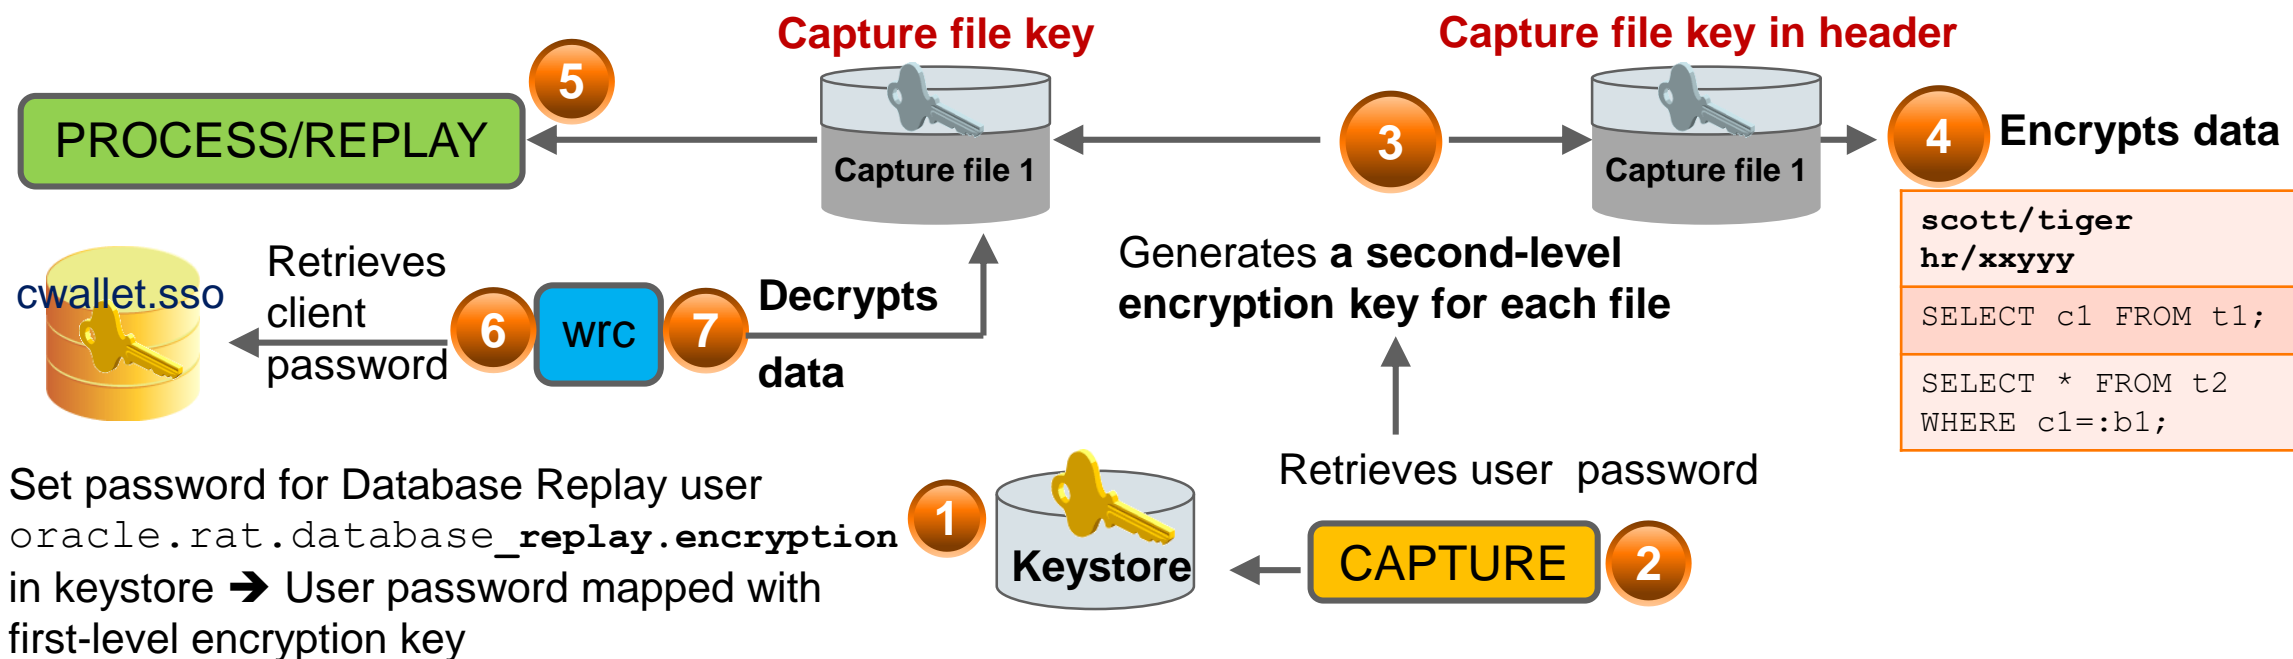 Capture file key
Capture file key in header
5
PROCESS/REPLAY
Capture file 1
3
Capture file 1
4
Encrypts data
scott/tiger
hr/xxyyy
SELECT c1 FROM t1;
SELECT * FROM t2
WHERE c1=:b1;
cwallet.sso
Retrieves
client
password
6
wrc
7
Decrypts
data
Generates a second-level
encryption key for each file
Retrieves user password
Set password for Database Replay user
oracle.rat.database_replay.encryption
in keystore ➔ User password mapped with
first-level encryption key
1
Keystore
CAPTURE
2